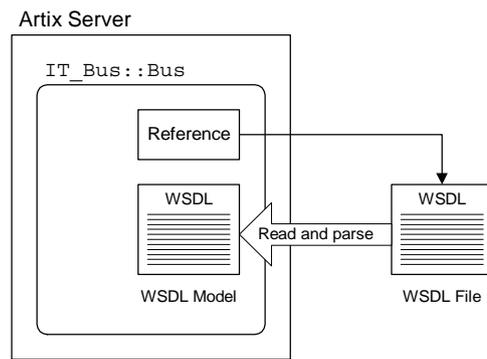 Artix Server
IT_Bus::Bus
Reference
WSDL
WSDL
Read and parse
WSDL Model
WSDL File